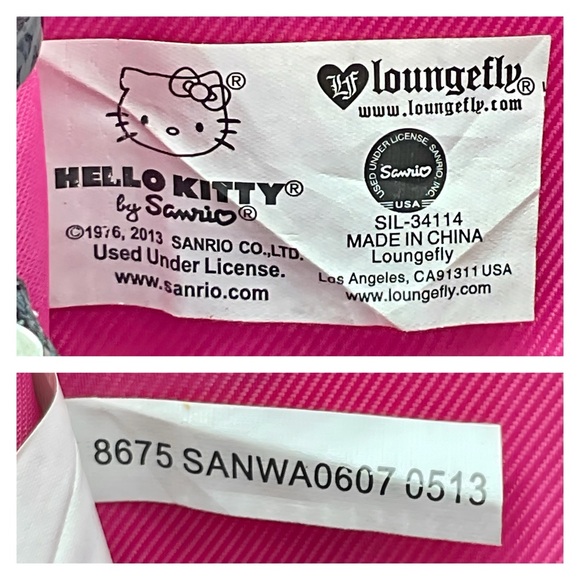 HELLO KITTY®
by Sanrio®
©1976, 2013 SANRIO CO.,LTD.
Used Under License.
www.sanrio.com
LF loungefly®
www.loungefly.com
USED UNDER LICENSE SANRIO, INC.
Sanrio
USA
SIL-34114
MADE IN CHINA
Loungefly
Los Angeles, CA91311 USA
www.loungefly.com
8675 SANWA0607 0513